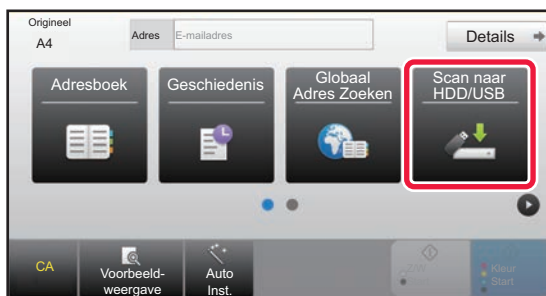 Origineel
A4
Adres
E-mailadres
Details
Adresboek
Geschiedenis
Globaal
Adres Zoeken
Scan naar
HDD/USB
CA
Voorbeeld-
weergave
Auto
Inst.
Z/W
Start
Kleur
Start